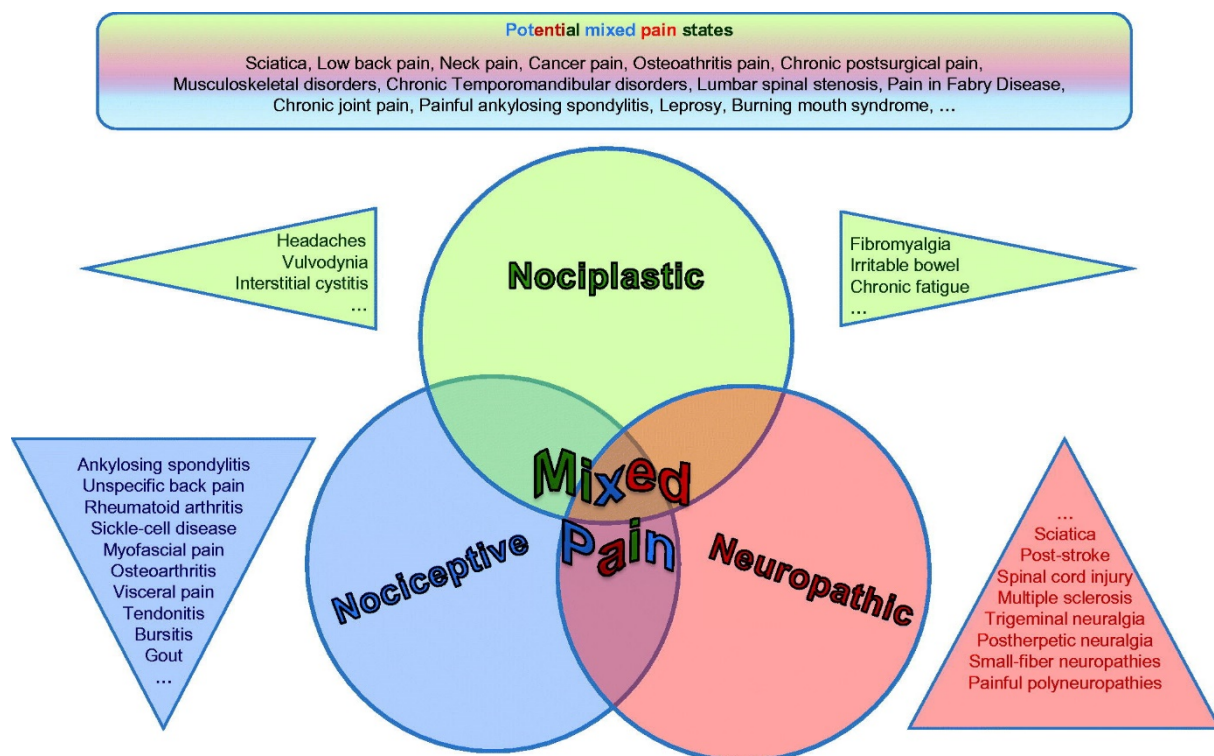 Potential mixed pain states
Sciatica, Low back pain, Neck pain, Cancer pain, Osteoathritis pain, Chronic postsurgical pain,
Musculoskeletal disorders, Chronic Temporomandibular disorders, Lumbar spinal stenosis, Pain in Fabry Disease,
Chronic joint pain, Painful ankylosing spondylitis, Leprosy, Burning mouth syndrome, ...
Headaches
Vulvodynia
Interstitial cystitis
...
Nociplastic
Fibromyalgia
Irritable bowel
Chronic fatigue
...
Ankylosing spondylitis
Unspecific back pain
Rheumatoid arthritis
Sickle-cell disease
Myofascial pain
Osteoarthritis
Visceral pain
Tendonitis
Bursitis
Gout
...
Nociceptive
Mixed
Pain
Neuropathic
...
Sciatica
Post-stroke
Spinal cord injury
Multiple sclerosis
Trigeminal neuralgia
Postherpetic neuralgia
Small-fiber neuropathies
Painful polyneuropathies